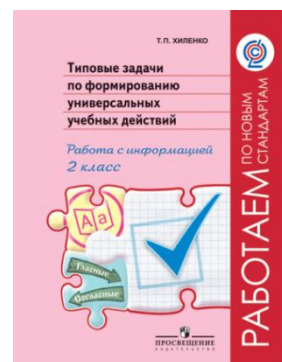 Т.П. ХИЛЕНКО
Типовые задачи
по формированию
универсальных
учебных действий
Работа с информацией
2 класс
Аа
Гласные
Согласные
ПРОСВЕЩЕНИЕ
ИЗДАТЕЛЬСТВО
РАБОТАЕМ
ПО НОВЫМ
СТАНДАРТАМ